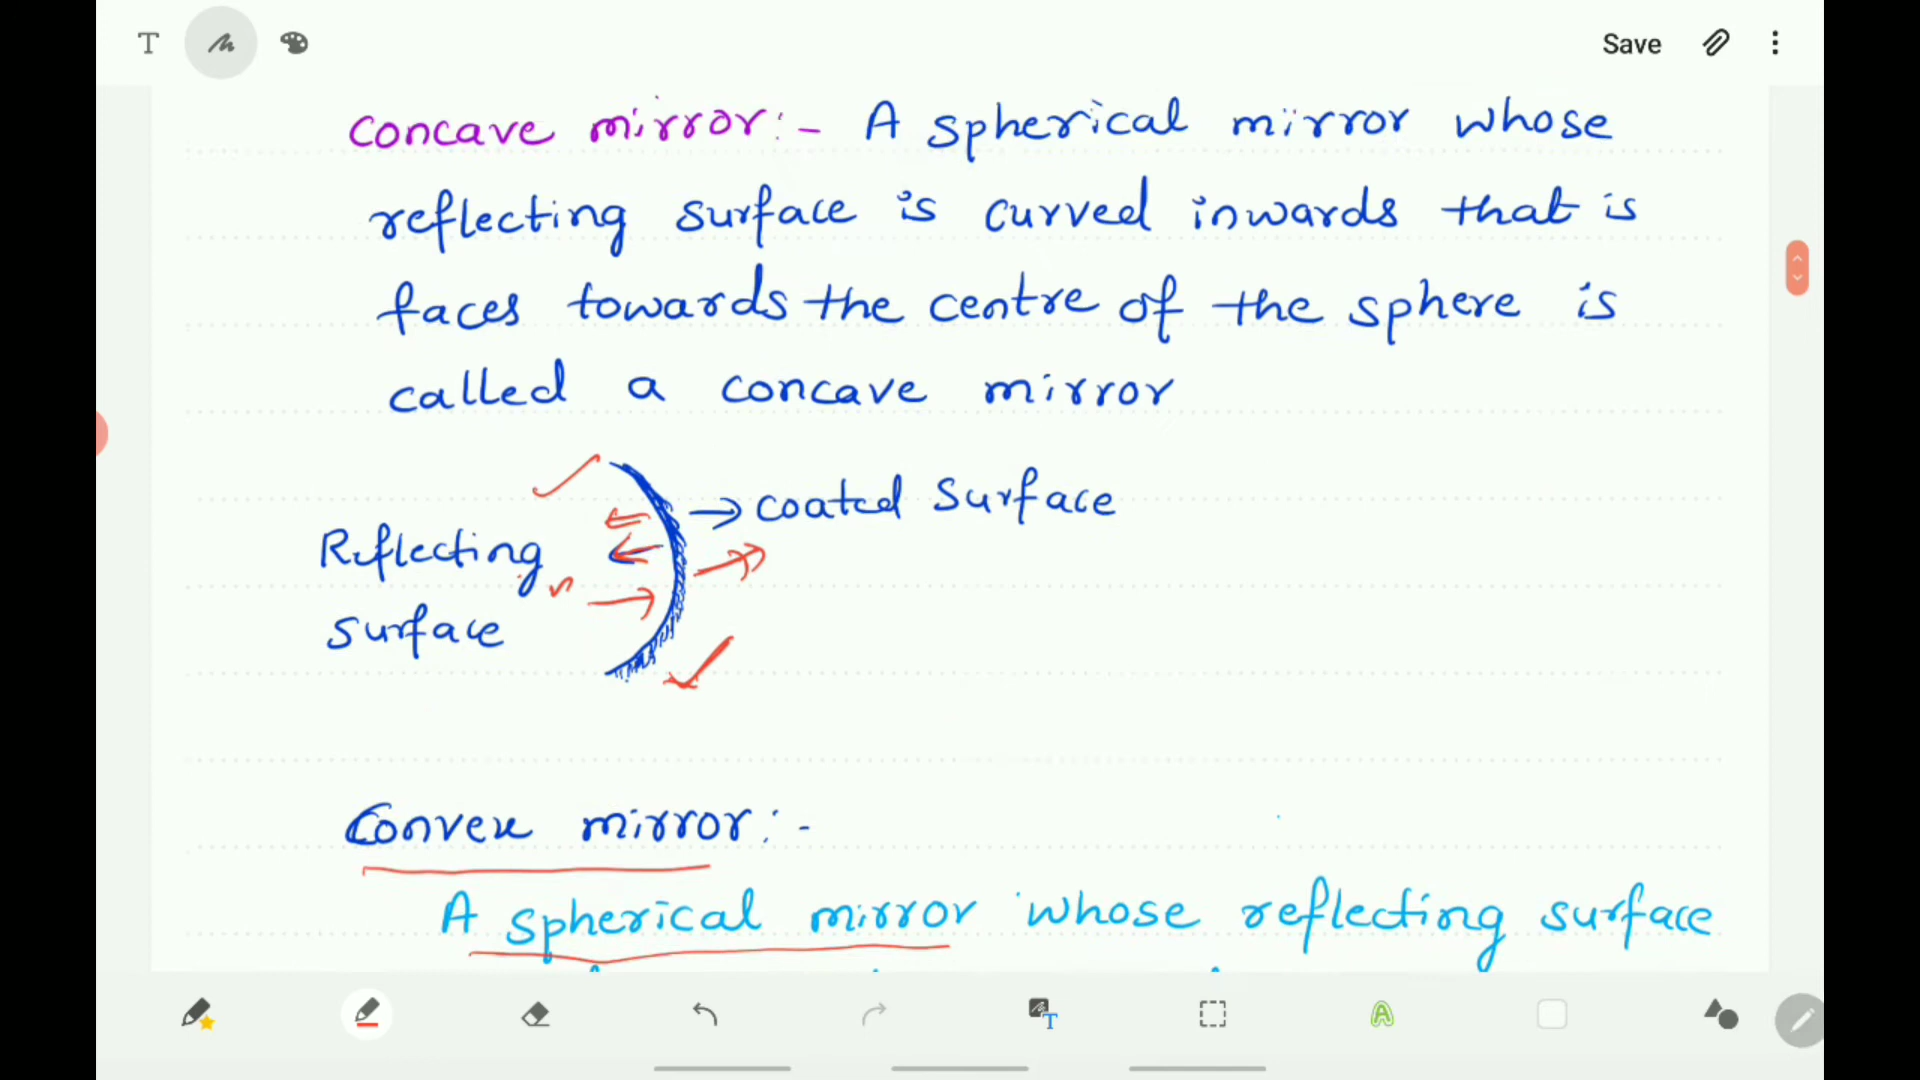 Save
Concave mirror:- A spherical mirror whose
reflecting surface is curved inwards that is
faces towards the centre of the sphere is
called a concave mirror
→ coated surface
Reflecting
surface
Convex mirror:-
A spherical mirror whose reflecting surface